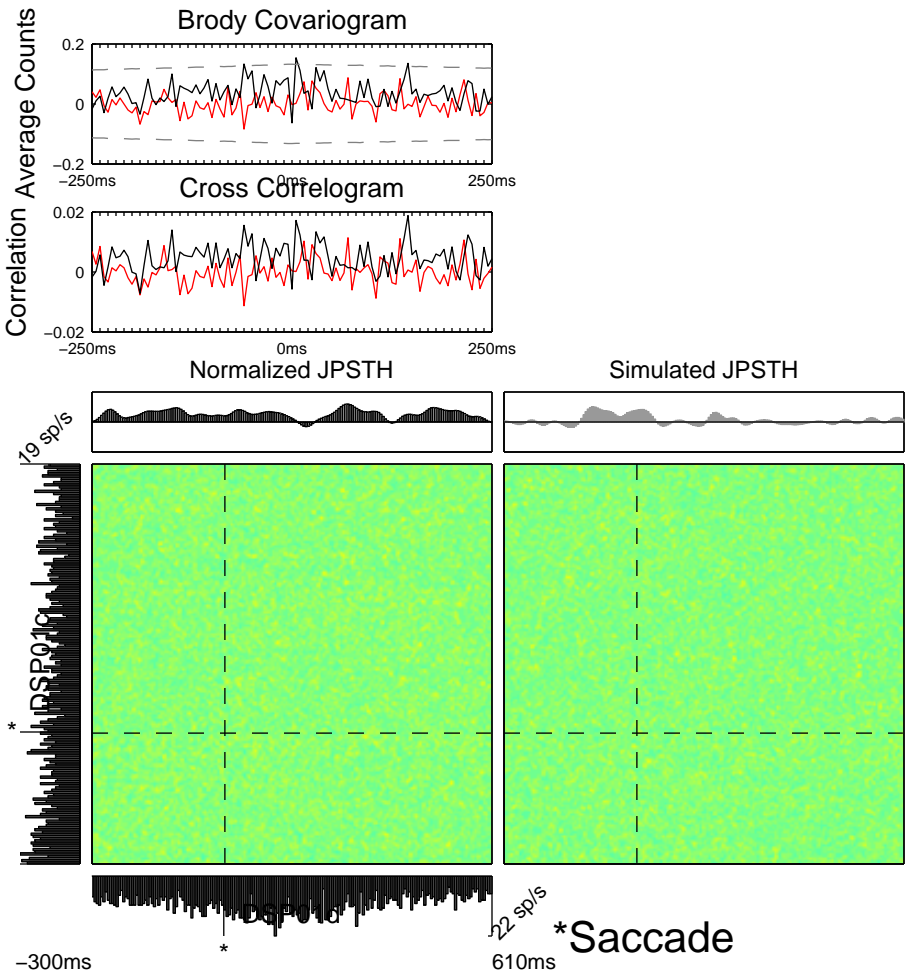 Brody Covariogram
Average Counts
0.2
0
−0.2
−250ms
0ms
250ms
Cross Correlogram
Correlation
0.02
0
−0.02
−250ms
0ms
250ms
Normalized JPSTH
Simulated JPSTH
19 sp/s
DSP01c
*
*
22 sp/s
*Saccade
−300ms
610ms